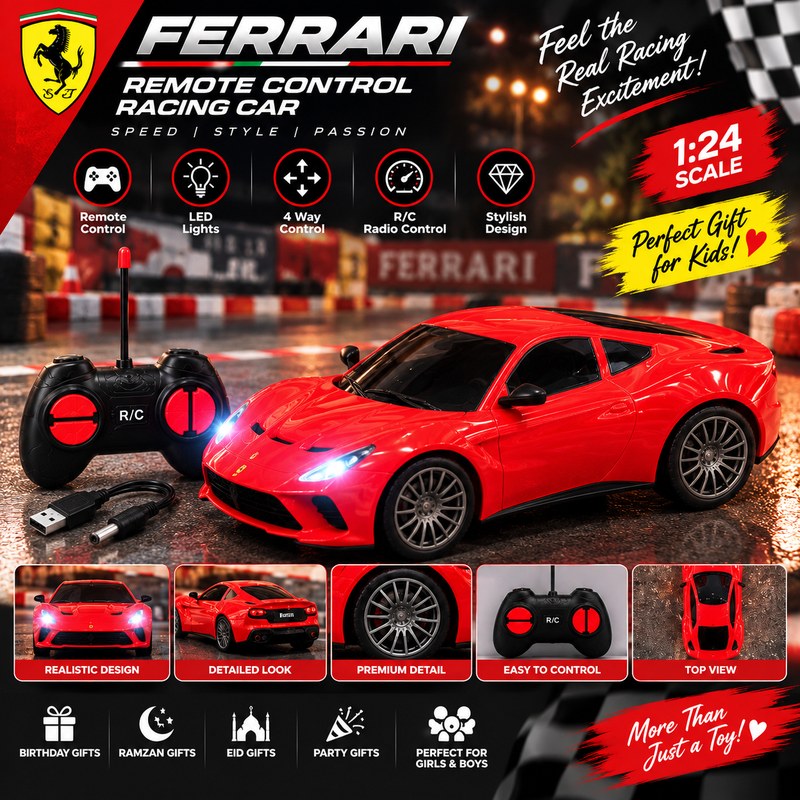 FERRARI
REMOTE CONTROL
RACING CAR
SPEED | STYLE | PASSION
Feel the
Real Racing
Excitement!
1:24
SCALE
Perfect Gift
for Kids!
Remote
Control
LED
Lights
4 Way
Control
R/C
Radio Control
Stylish
Design
S F
FERRARI
F
R/C
R/C
REALISTIC DESIGN
DETAILED LOOK
PREMIUM DETAIL
EASY TO CONTROL
TOP VIEW
BIRTHDAY GIFTS
RAMZAN GIFTS
EID GIFTS
PARTY GIFTS
PERFECT FOR
GIRLS & BOYS
More Than
Just a Toy!